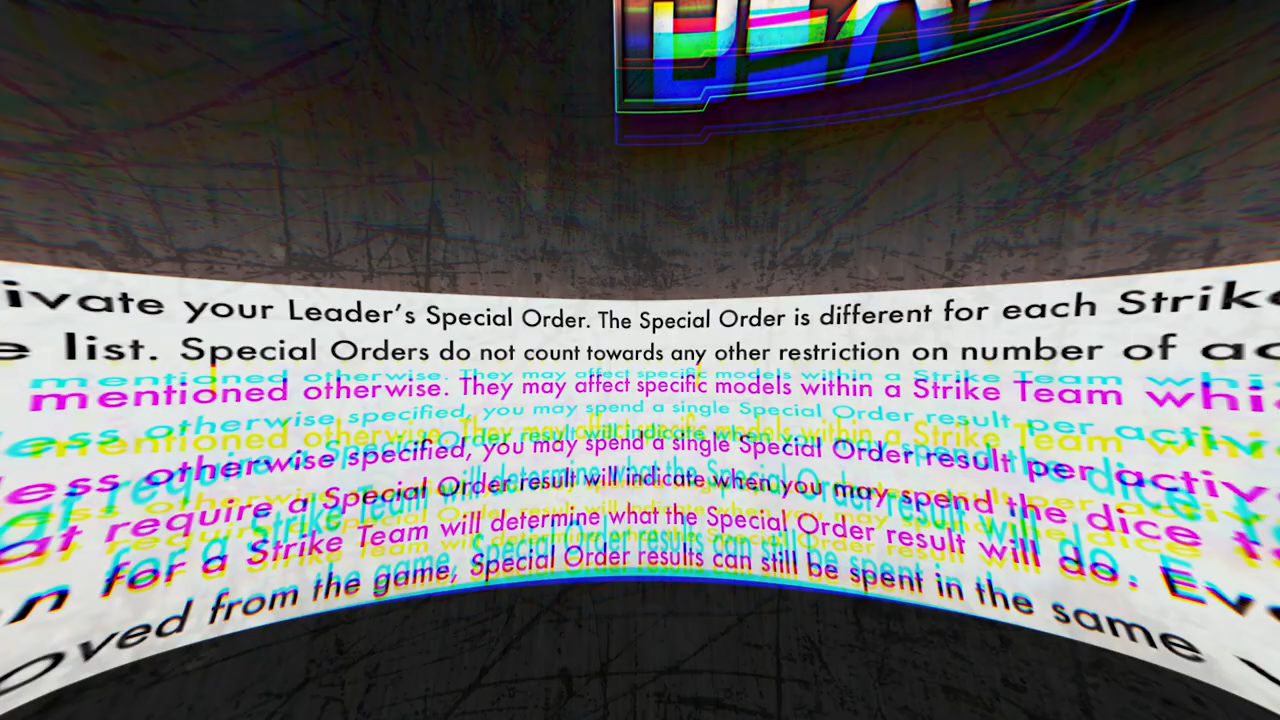 DEAD
ivate your Leader's Special Order. The Special Order is different for each Strike
e list. Special Orders do not count towards any other restriction on number of ac
mentioned otherwise. They may affect specific models within a Strike Team whi
less otherwise specified, you may spend a single Special Order result per activ
at require a Special Order result will indicate when you may spend the dice t
n for a Strike Team will determine what the Special Order result will do. Eve
oved from the game, Special Order results can still be spent in the same